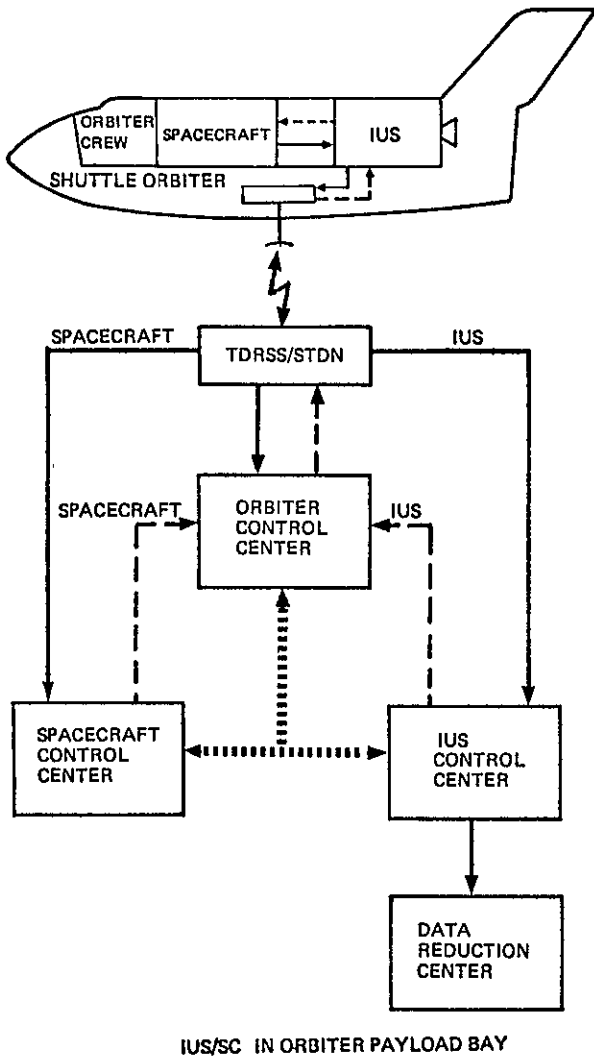 ORBITER
CREW
SPACECRAFT
IUS
SHUTTLE ORBITER
SPACECRAFT
IUS
TDRSS/STDN
SPACECRAFT
IUS
ORBITER
CONTROL
CENTER
SPACECRAFT
CONTROL
CENTER
IUS
CONTROL
CENTER
DATA
REDUCTION
CENTER
IUS/SC IN ORBITER PAYLOAD BAY